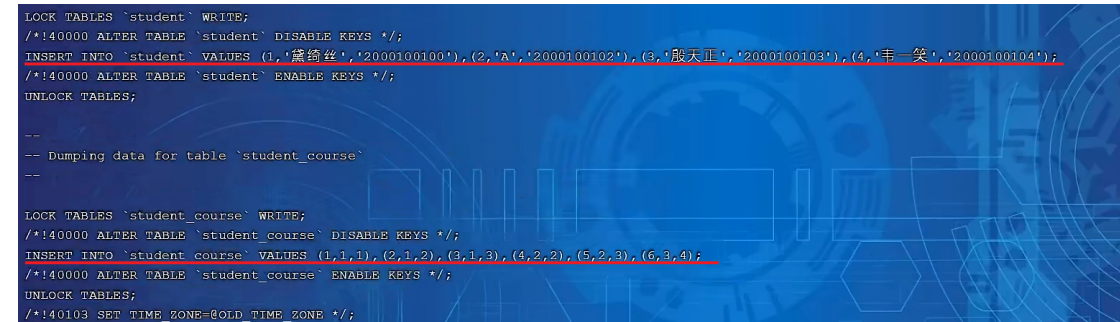 LOCK TABLES `student` WRITE;
/*!40000 ALTER TABLE `student` DISABLE KEYS */;
INSERT INTO `student` VALUES (1,'黛绮丝','2000100100'),(2,'A','2000100102'),(3,'殷天正','2000100103'),(4,'韦一笑','2000100104');
/*!40000 ALTER TABLE `student` ENABLE KEYS */;
UNLOCK TABLES;
--
-- Dumping data for table `student_course`
--
LOCK TABLES `student_course` WRITE;
/*!40000 ALTER TABLE `student_course` DISABLE KEYS */;
INSERT INTO `student_course` VALUES (1,1,1),(2,1,2),(3,1,3),(4,2,2),(5,2,3),(6,3,4);
/*!40000 ALTER TABLE `student_course` ENABLE KEYS */;
UNLOCK TABLES;
/*!40103 SET TIME_ZONE=@OLD_TIME_ZONE */;